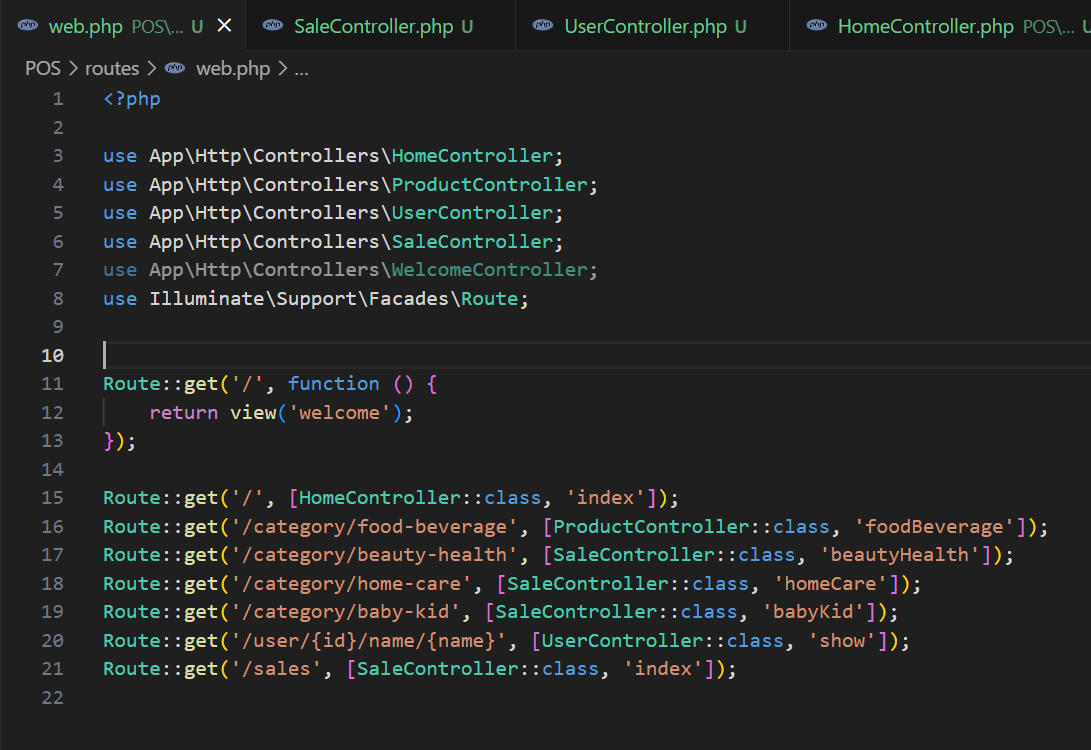 web.php POS\... U
SaleController.php U
UserController.php U
HomeController.php POS\... U
POS > routes > web.php > ...
1 <?php
2
3 use App\Http\Controllers\HomeController;
4 use App\Http\Controllers\ProductController;
5 use App\Http\Controllers\UserController;
6 use App\Http\Controllers\SaleController;
7 use App\Http\Controllers\WelcomeController;
8 use Illuminate\Support\Facades\Route;
9
10
11 Route::get('/', function () {
12     return view('welcome');
13 });
14
15 Route::get('/', [HomeController::class, 'index']);
16 Route::get('/category/food-beverage', [ProductController::class, 'foodBeverage']);
17 Route::get('/category/beauty-health', [SaleController::class, 'beautyHealth']);
18 Route::get('/category/home-care', [SaleController::class, 'homeCare']);
19 Route::get('/category/baby-kid', [SaleController::class, 'babyKid']);
20 Route::get('/user/{id}/name/{name}', [UserController::class, 'show']);
21 Route::get('/sales', [SaleController::class, 'index']);
22